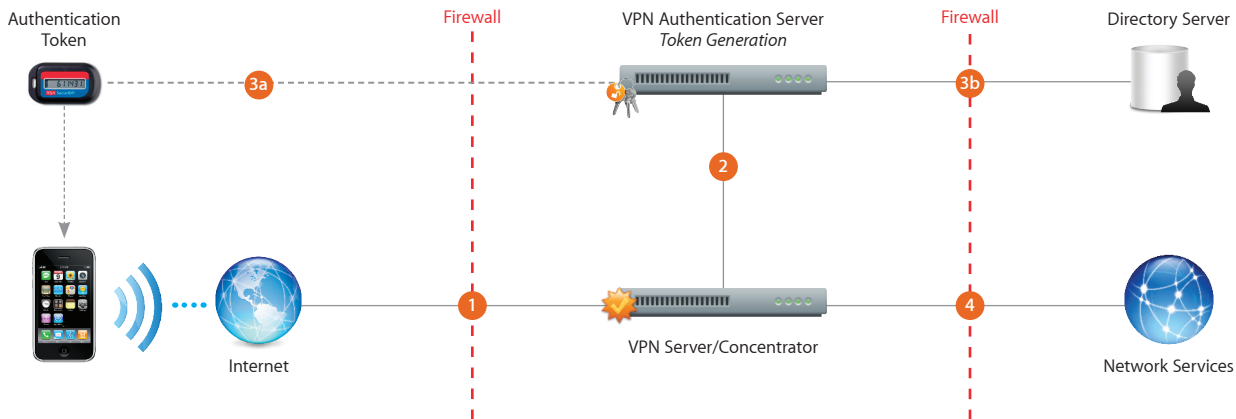 Authentication
Token
Firewall
VPN Authentication Server
Token Generation
Firewall
Directory Server
3a
3b
2
1
4
Internet
VPN Server/Concentrator
Network Services